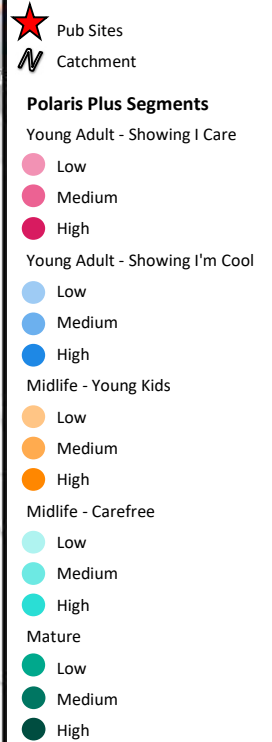 Pub Sites
Catchment
Polaris Plus Segments
Young Adult - Showing I Care
Low
Medium
High
Young Adult - Showing I'm Cool
Low
Medium
High
Midlife - Young Kids
Low
Medium
High
Midlife - Carefree
Low
Medium
High
Mature
Low
Medium
High